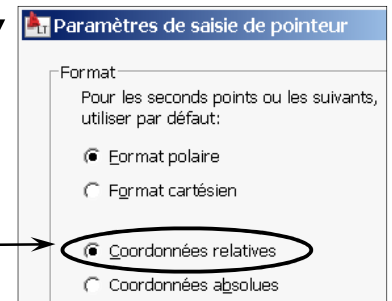 Paramètres de saisie de pointeur
Format
Pour les seconds points ou les suivants,
utiliser par défaut:
Format polaire
Format cartésien
Coordonnées relatives
Coordonnées absolues